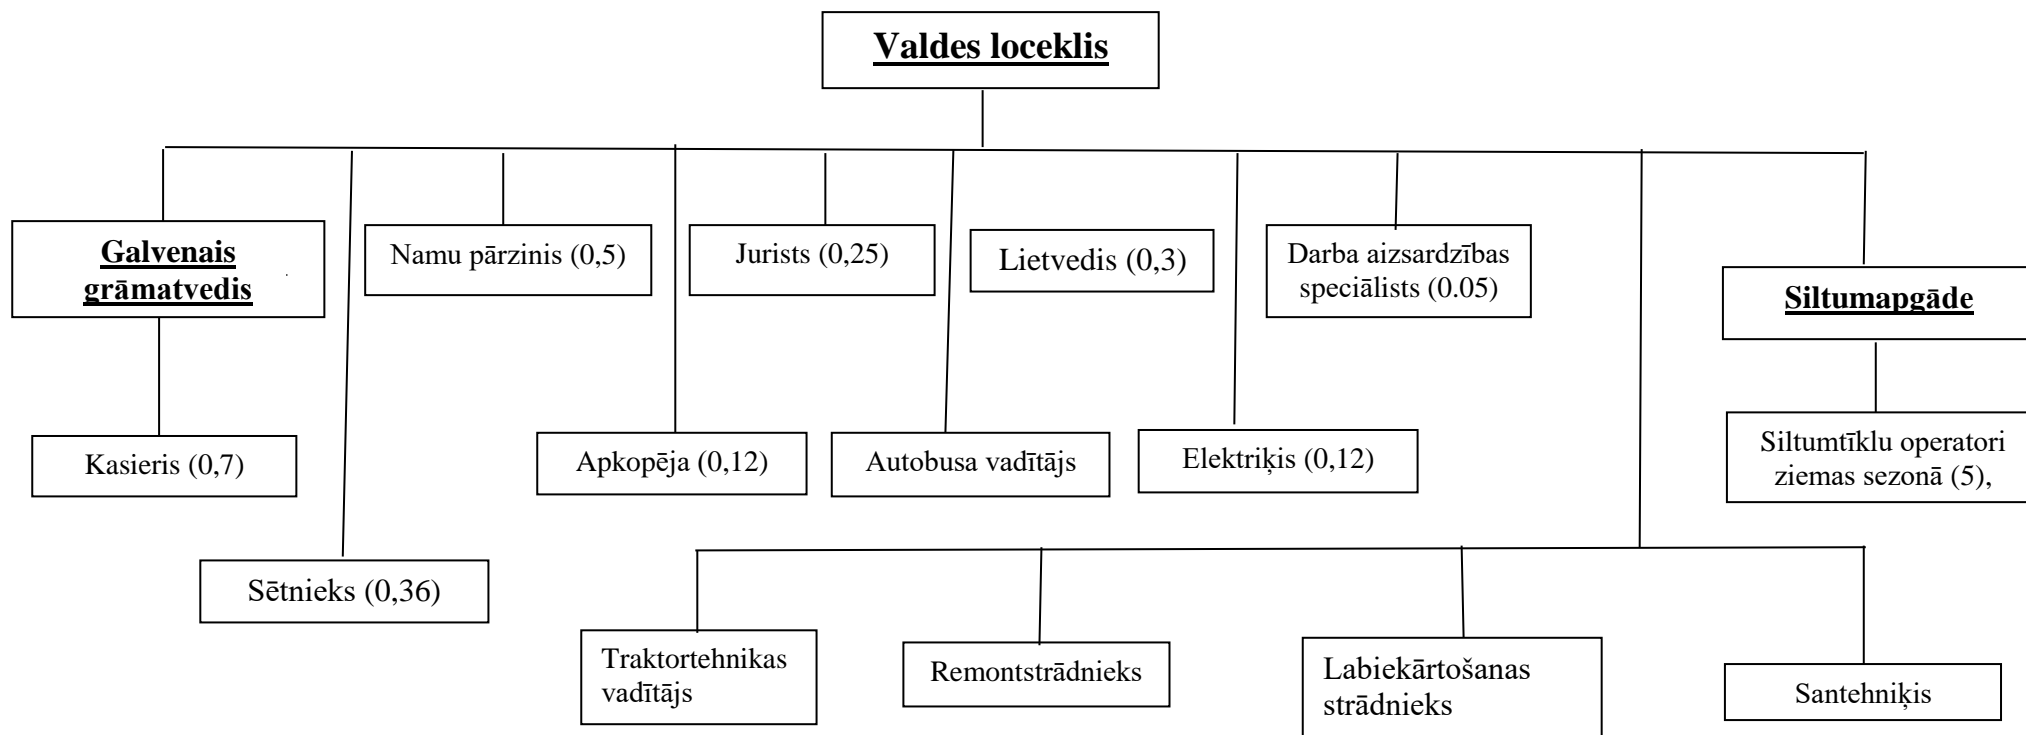 Valdes loceklis
Galvenais
grāmatvedis
Namu pārzinis (0,5)
Jurists (0,25)
Lietvedis (0,3)
Darba aizsardzības
speciālists (0.05)
Siltumapgāde
Kasieris (0,7)
Apkopēja (0,12)
Autobusa vadītājs
Elektriķis (0,12)
Siltumtīklu operatori
ziemas sezonā (5),
Sētnieks (0,36)
Traktortehnikas
vadītājs
Remontstrādnieks
Labiekārtošanas
strādnieks
Santehniķis